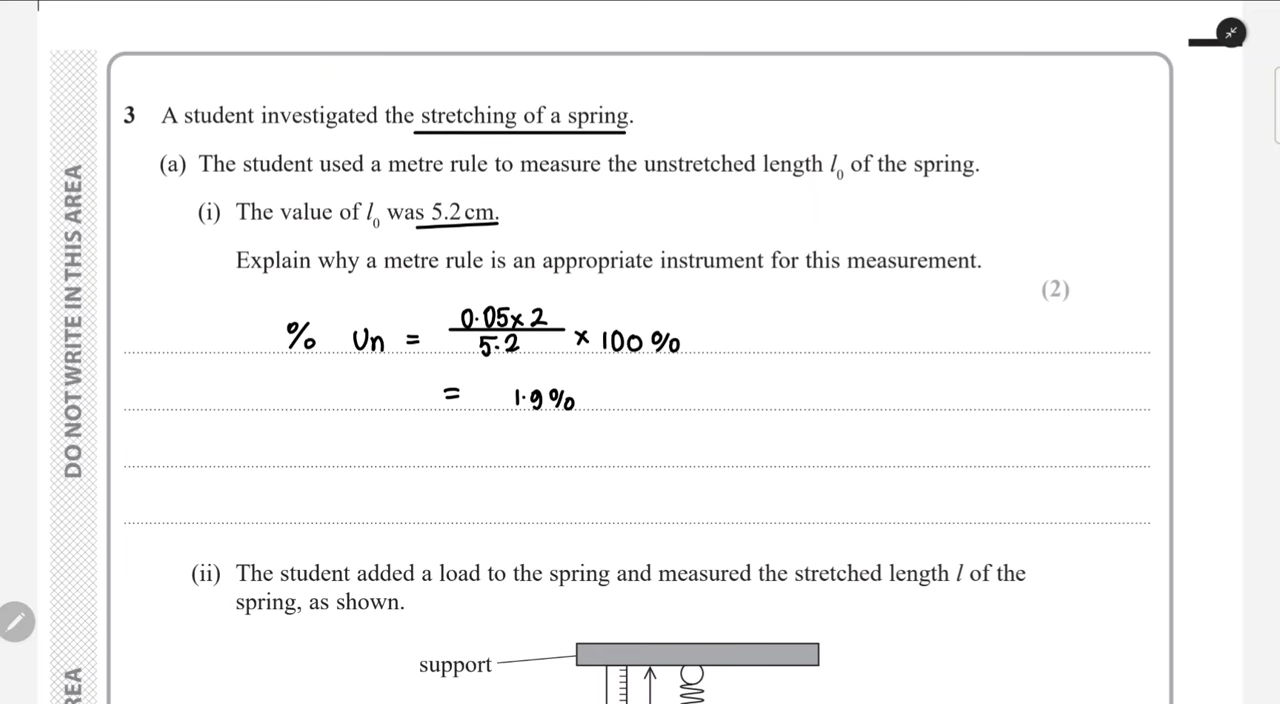 3 A student investigated the stretching of a spring.
(a) The student used a metre rule to measure the unstretched length l₀ of the spring.
(i) The value of l₀ was 5.2 cm.
Explain why a metre rule is an appropriate instrument for this measurement.
(2)
% Un = 0.05 x 2 / 5.2 x 100 %
= 1.9 %
(ii) The student added a load to the spring and measured the stretched length l of the
spring, as shown.
support
DO NOT WRITE IN THIS AREA
REA